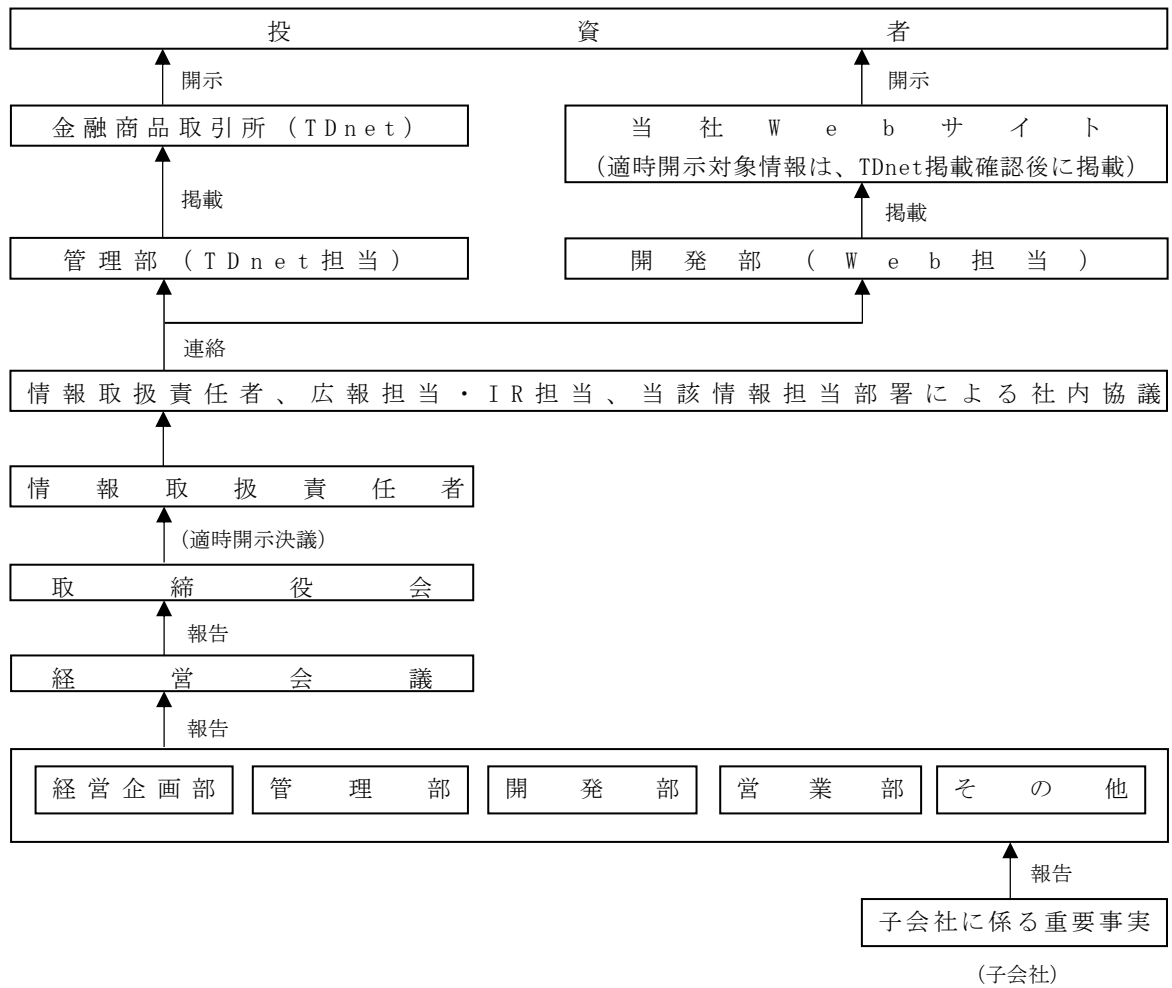 投資者
開示
開示
金融商品取引所（TDnet）
当社Webサイト
(適時開示対象情報は、TDnet掲載確認後に掲載)
掲載
掲載
管理部（TDnet担当）
開発部（Web担当）
連絡
情報取扱責任者、広報担当・IR担当、当該情報担当部署による社内協議
情報取扱責任者
(適時開示決議)
取締役会
報告
経営会議
報告
経営企画部 管理部 開発部 営業部 その他
報告
子会社に係る重要事実
(子会社)